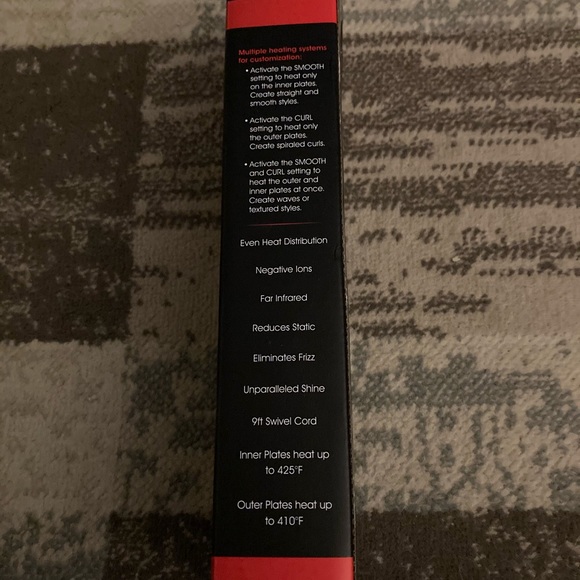 Multiple heating systems
for customization:
• Activate the SMOOTH
setting to heat only
on the inner plates.
Create straight and
smooth styles.
• Activate the CURL
setting to heat only
the outer plates.
Create spiraled curls.
• Activate the SMOOTH
and CURL setting to
heat the outer and
inner plates at once.
Create waves or
textured styles.
Even Heat Distribution
Negative Ions
Far Infrared
Reduces Static
Eliminates Frizz
Unparalleled Shine
9ft Swivel Cord
Inner Plates heat up
to 425°F
Outer Plates heat up
to 410°F